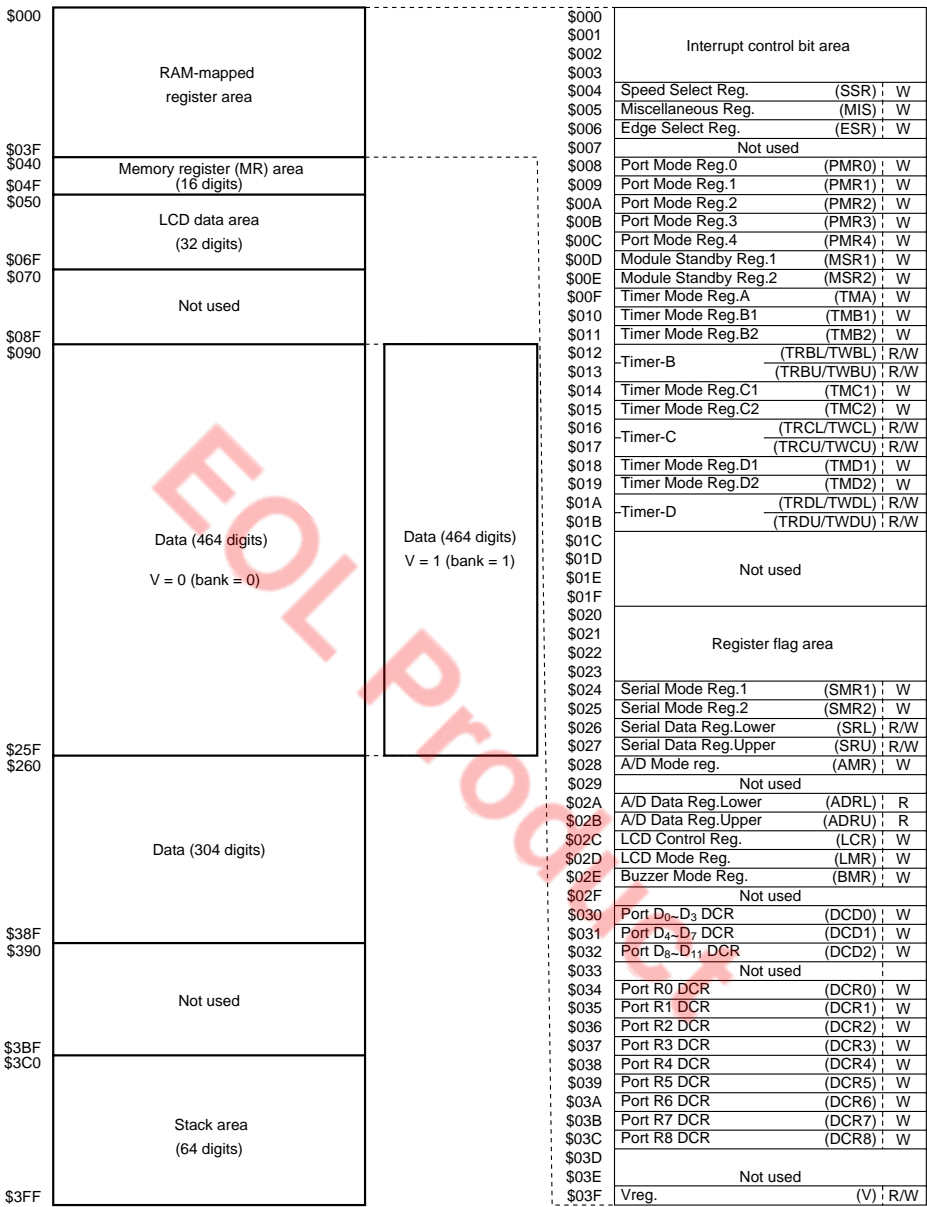 $000
RAM-mapped
register area
$03F
$040
Memory register (MR) area
(16 digits)
$04F
$050
LCD data area
(32 digits)
$06F
$070
Not used
$08F
$090
Data (464 digits)
V = 0 (bank = 0)
Data (464 digits)
V = 1 (bank = 1)
$25F
$260
Data (304 digits)
$38F
$390
Not used
$3BF
$3C0
Stack area
(64 digits)
$3FF
$000
$001
Interrupt control bit area
$002
$003
$004 Speed Select Reg. (SSR) W
$005 Miscellaneous Reg. (MIS) W
$006 Edge Select Reg. (ESR) W
$007 Not used
$008 Port Mode Reg.0 (PMR0) W
$009 Port Mode Reg.1 (PMR1) W
$00A Port Mode Reg.2 (PMR2) W
$00B Port Mode Reg.3 (PMR3) W
$00C Port Mode Reg.4 (PMR4) W
$00D Module Standby Reg.1 (MSR1) W
$00E Module Standby Reg.2 (MSR2) W
$00F Timer Mode Reg.A (TMA) W
$010 Timer Mode Reg.B1 (TMB1) W
$011 Timer Mode Reg.B2 (TMB2) W
$012 (TRBL/TWBL) R/W
Timer-B
$013 (TRBU/TWBU) R/W
$014 Timer Mode Reg.C1 (TMC1) W
$015 Timer Mode Reg.C2 (TMC2) W
$016 (TRCL/TWCL) R/W
Timer-C
$017 (TRCU/TWCU) R/W
$018 Timer Mode Reg.D1 (TMD1) W
$019 Timer Mode Reg.D2 (TMD2) W
$01A (TRDL/TWDL) R/W
Timer-D
$01B (TRDU/TWDU) R/W
$01C
$01D
Not used
$01E
$01F
$020
$021
Register flag area
$022
$023
$024 Serial Mode Reg.1 (SMR1) W
$025 Serial Mode Reg.2 (SMR2) W
$026 Serial Data Reg.Lower (SRL) R/W
$027 Serial Data Reg.Upper (SRU) R/W
$028 A/D Mode reg. (AMR) W
$029 Not used
$02A A/D Data Reg.Lower (ADRL) R
$02B A/D Data Reg.Upper (ADRU) R
$02C LCD Control Reg. (LCR) W
$02D LCD Mode Reg. (LMR) W
$02E Buzzer Mode Reg. (BMR) W
$02F Not used
$030 Port D₀~D₃ DCR (DCD0) W
$031 Port D₄~D₇ DCR (DCD1) W
$032 Port D₈~D₁₁ DCR (DCD2) W
$033 Not used
$034 Port R0 DCR (DCR0) W
$035 Port R1 DCR (DCR1) W
$036 Port R2 DCR (DCR2) W
$037 Port R3 DCR (DCR3) W
$038 Port R4 DCR (DCR4) W
$039 Port R5 DCR (DCR5) W
$03A Port R6 DCR (DCR6) W
$03B Port R7 DCR (DCR7) W
$03C Port R8 DCR (DCR8) W
$03D
$03E Not used
$03F Vreg. (V) R/W
EOL Product